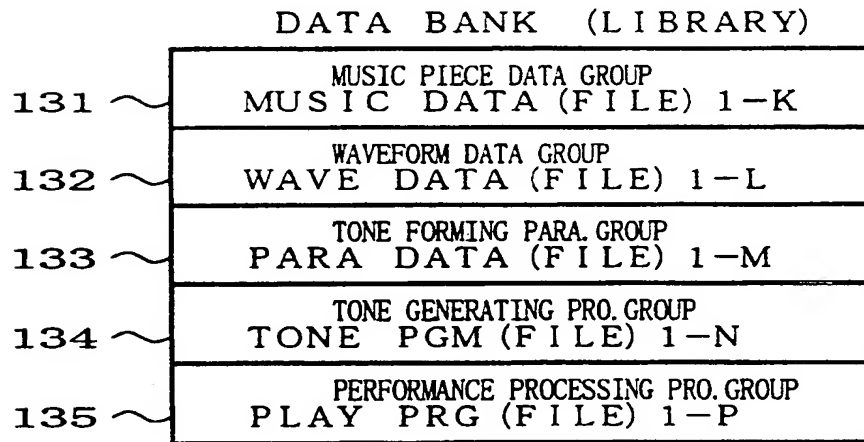 DATA BANK (LIBRARY)
MUSIC PIECE DATA GROUP
131 MUSIC DATA (FILE) 1-K
WAVEFORM DATA GROUP
132 WAVE DATA (FILE) 1-L
TONE FORMING PARA. GROUP
133 PARA DATA (FILE) 1-M
TONE GENERATING PRO. GROUP
134 TONE PGM (FILE) 1-N
PERFORMANCE PROCESSING PRO. GROUP
135 PLAY PRG (FILE) 1-P